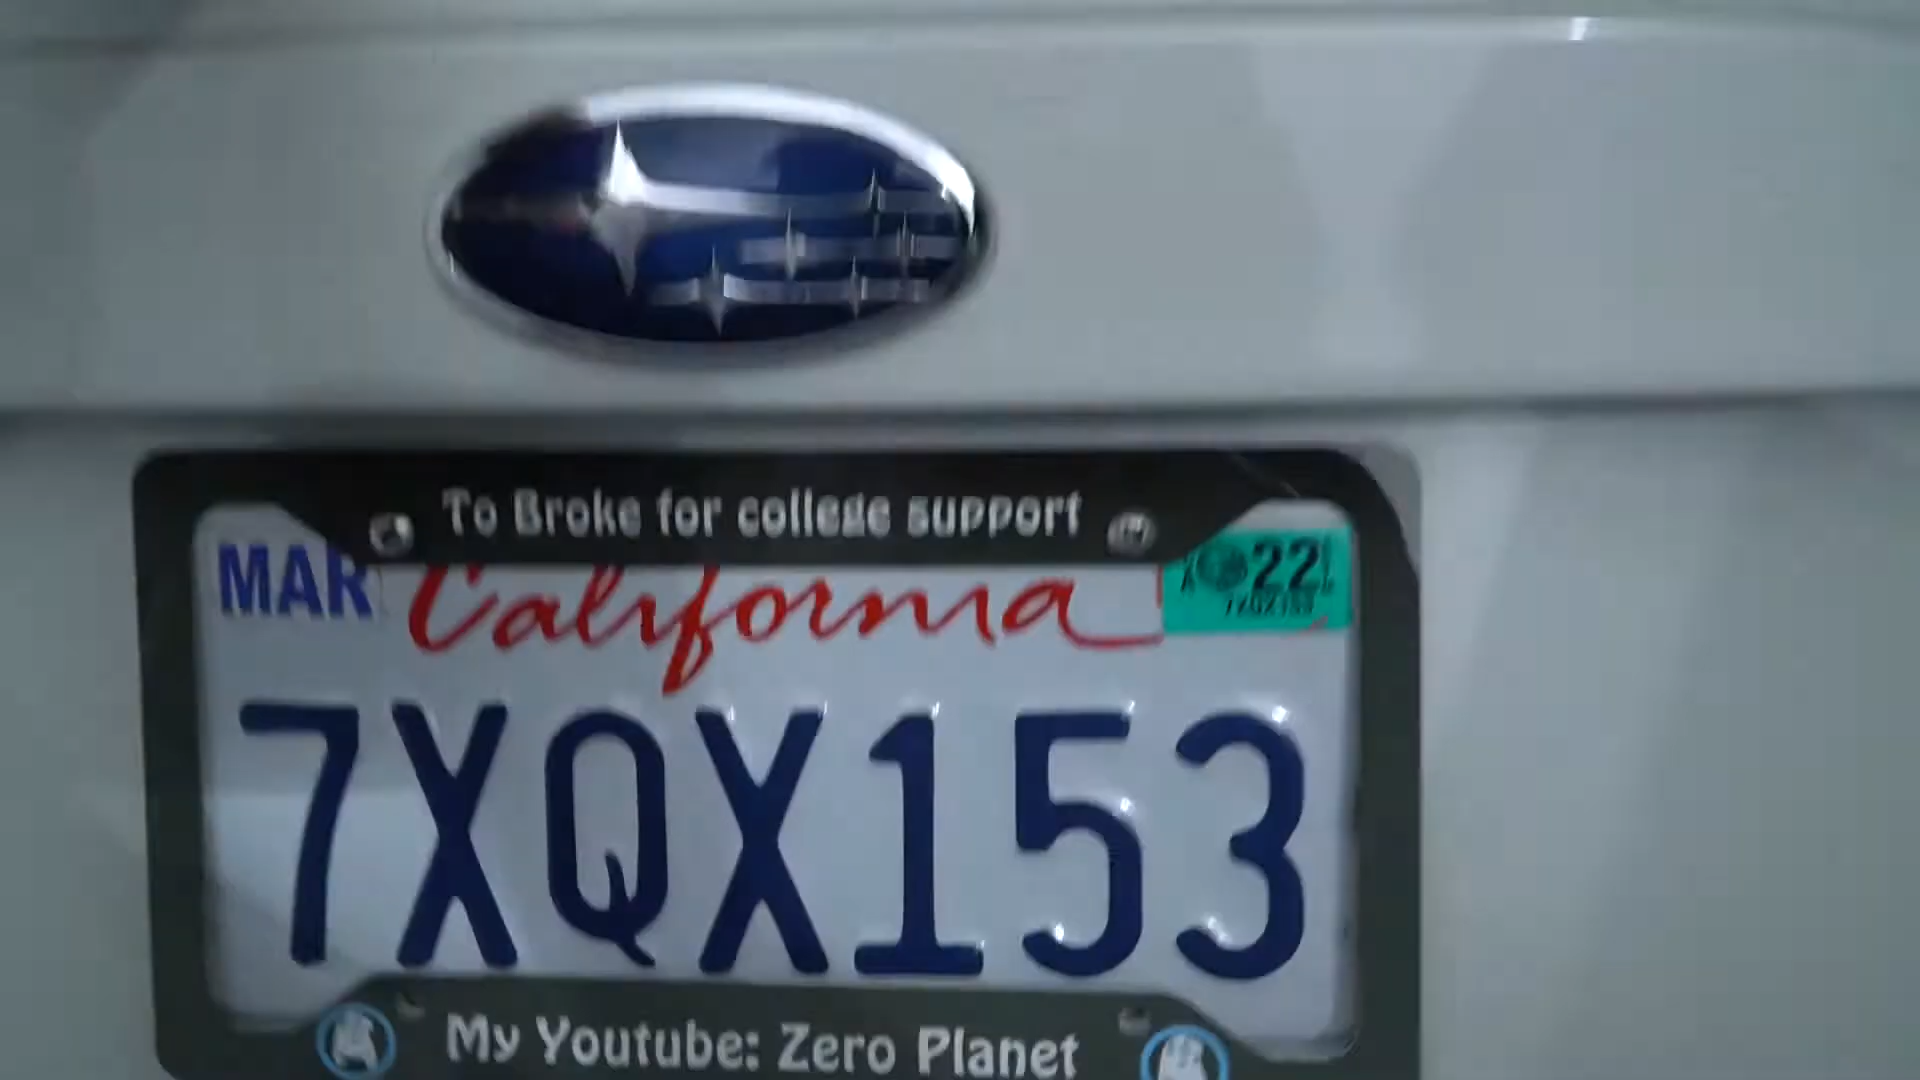 To Broke for college support
MAR
California
22
7XQX153
My Youtube: Zero Planet